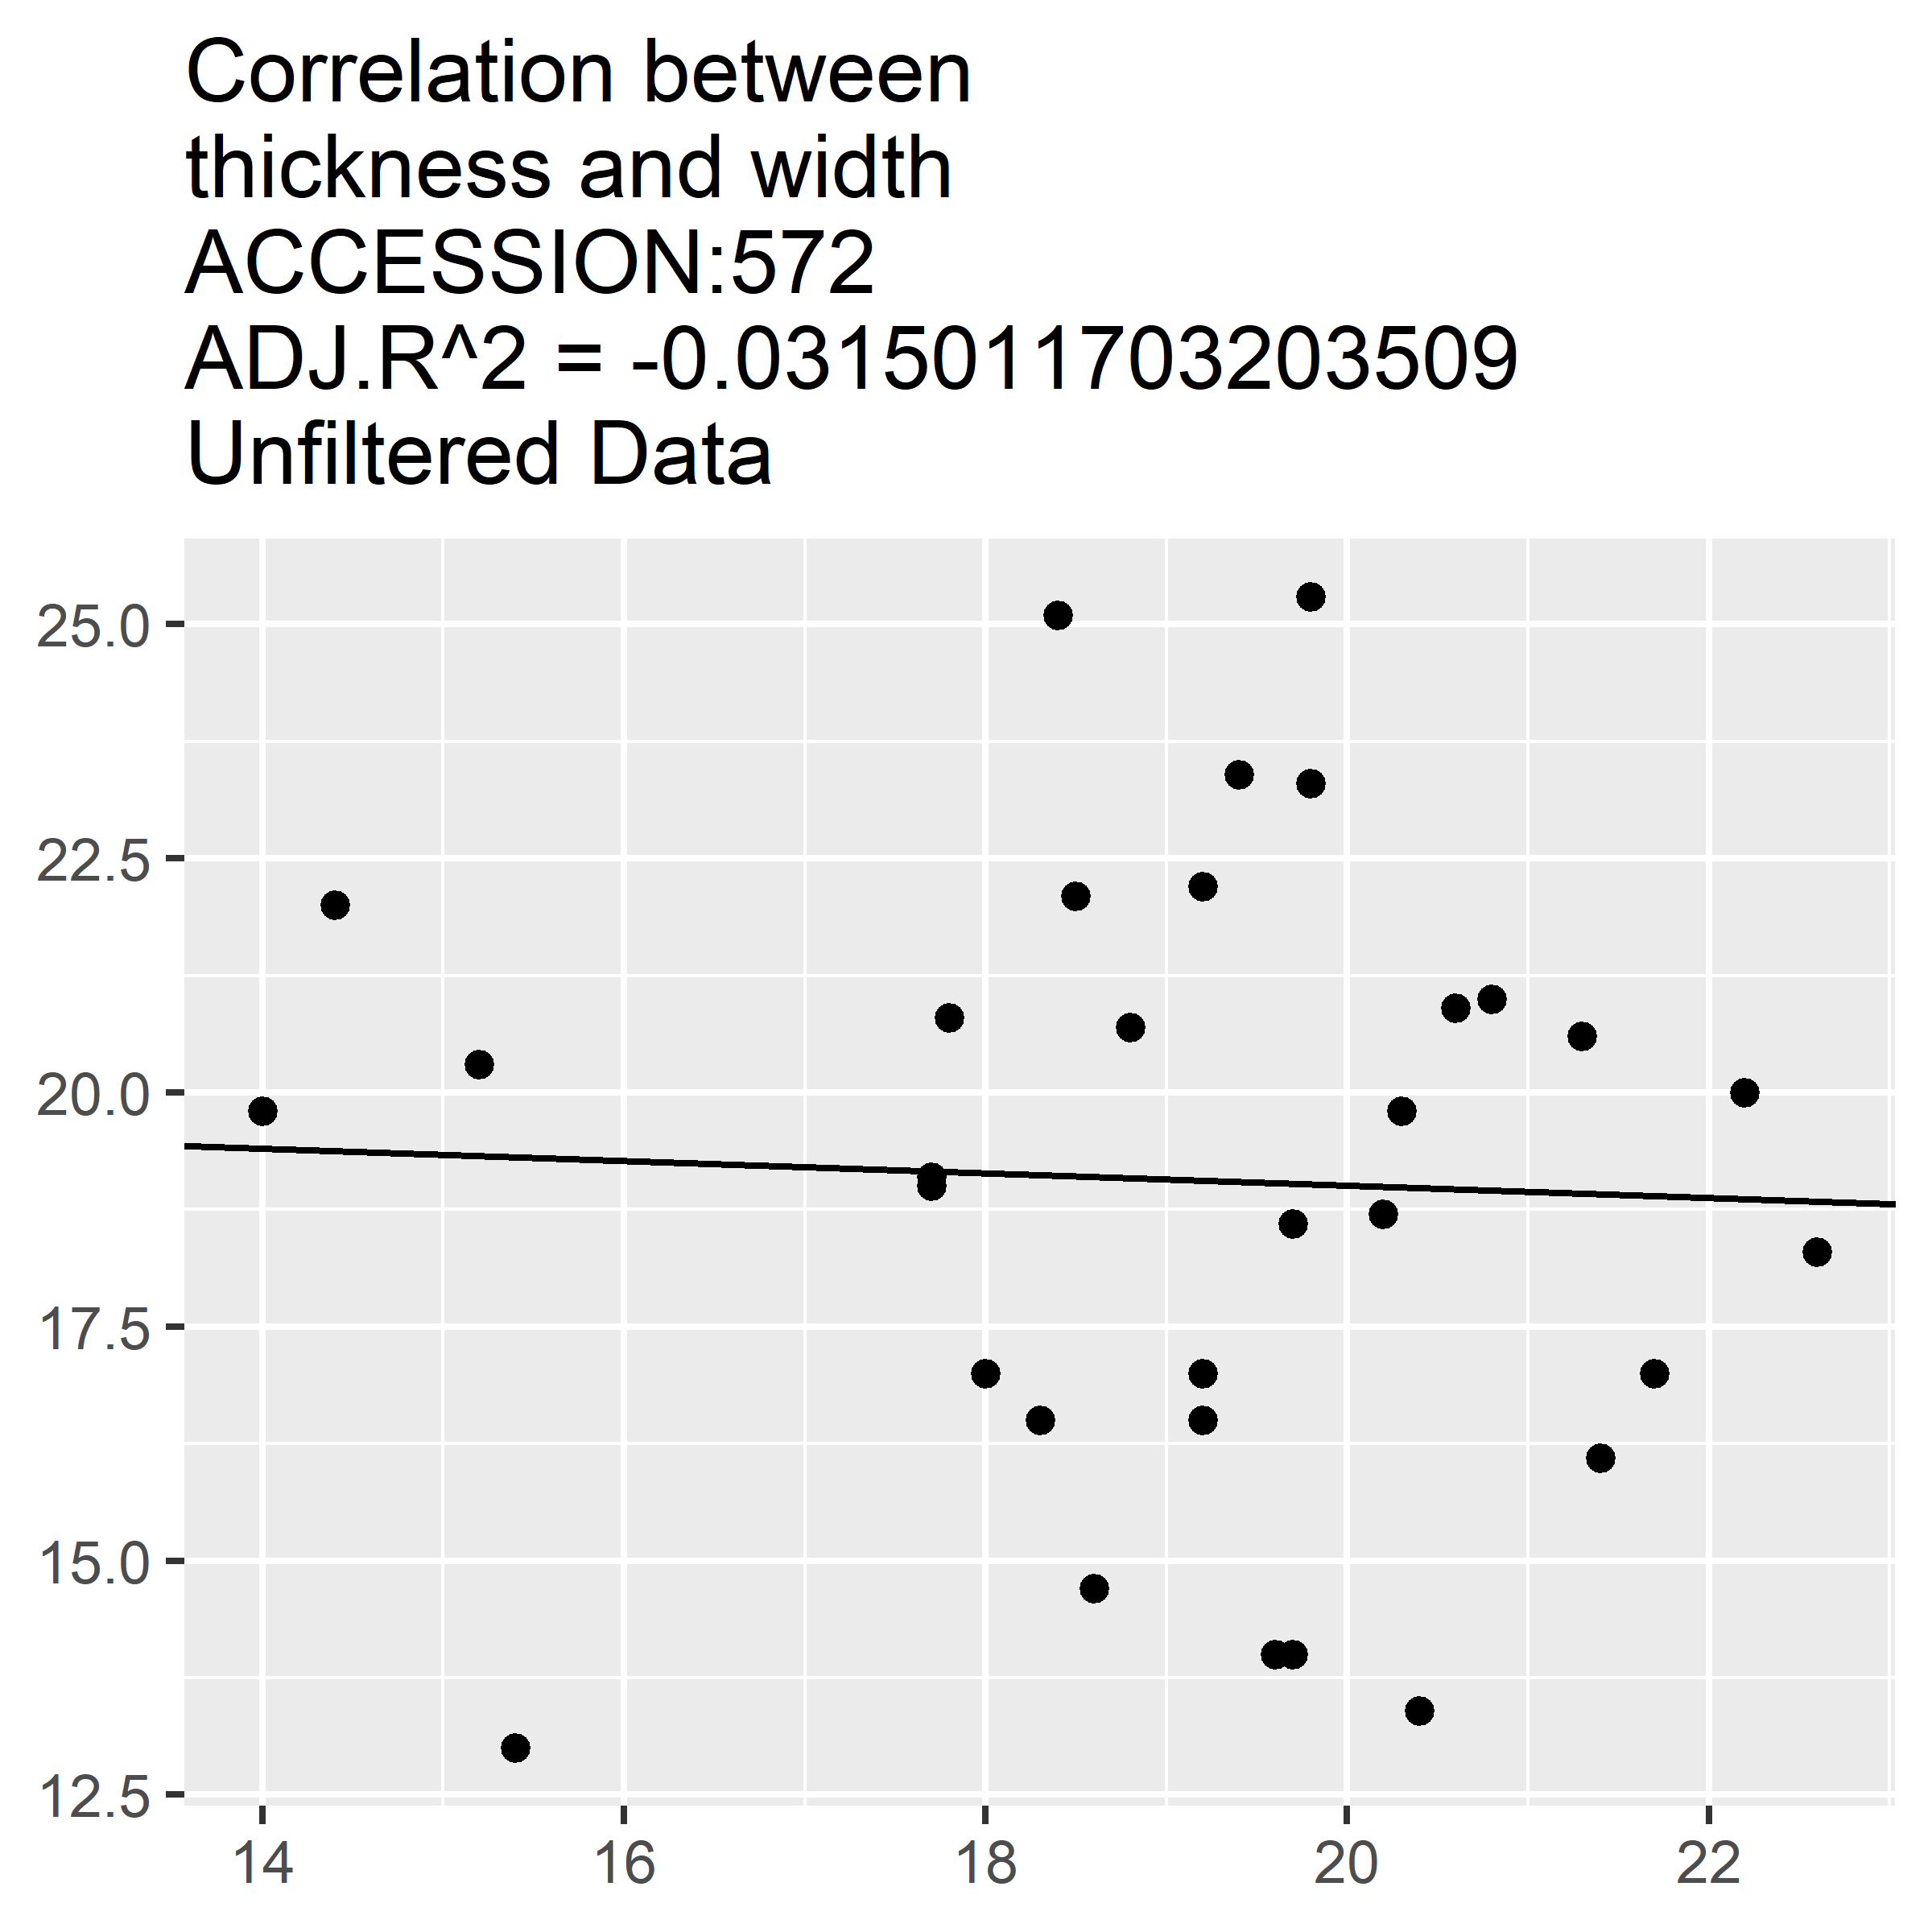 Correlation between
thickness and width
ACCESSION:572
ADJ.R^2 = -0.0315011703203509
Unfiltered Data
25.0
22.5
20.0
17.5
15.0
12.5
14 16 18 20 22